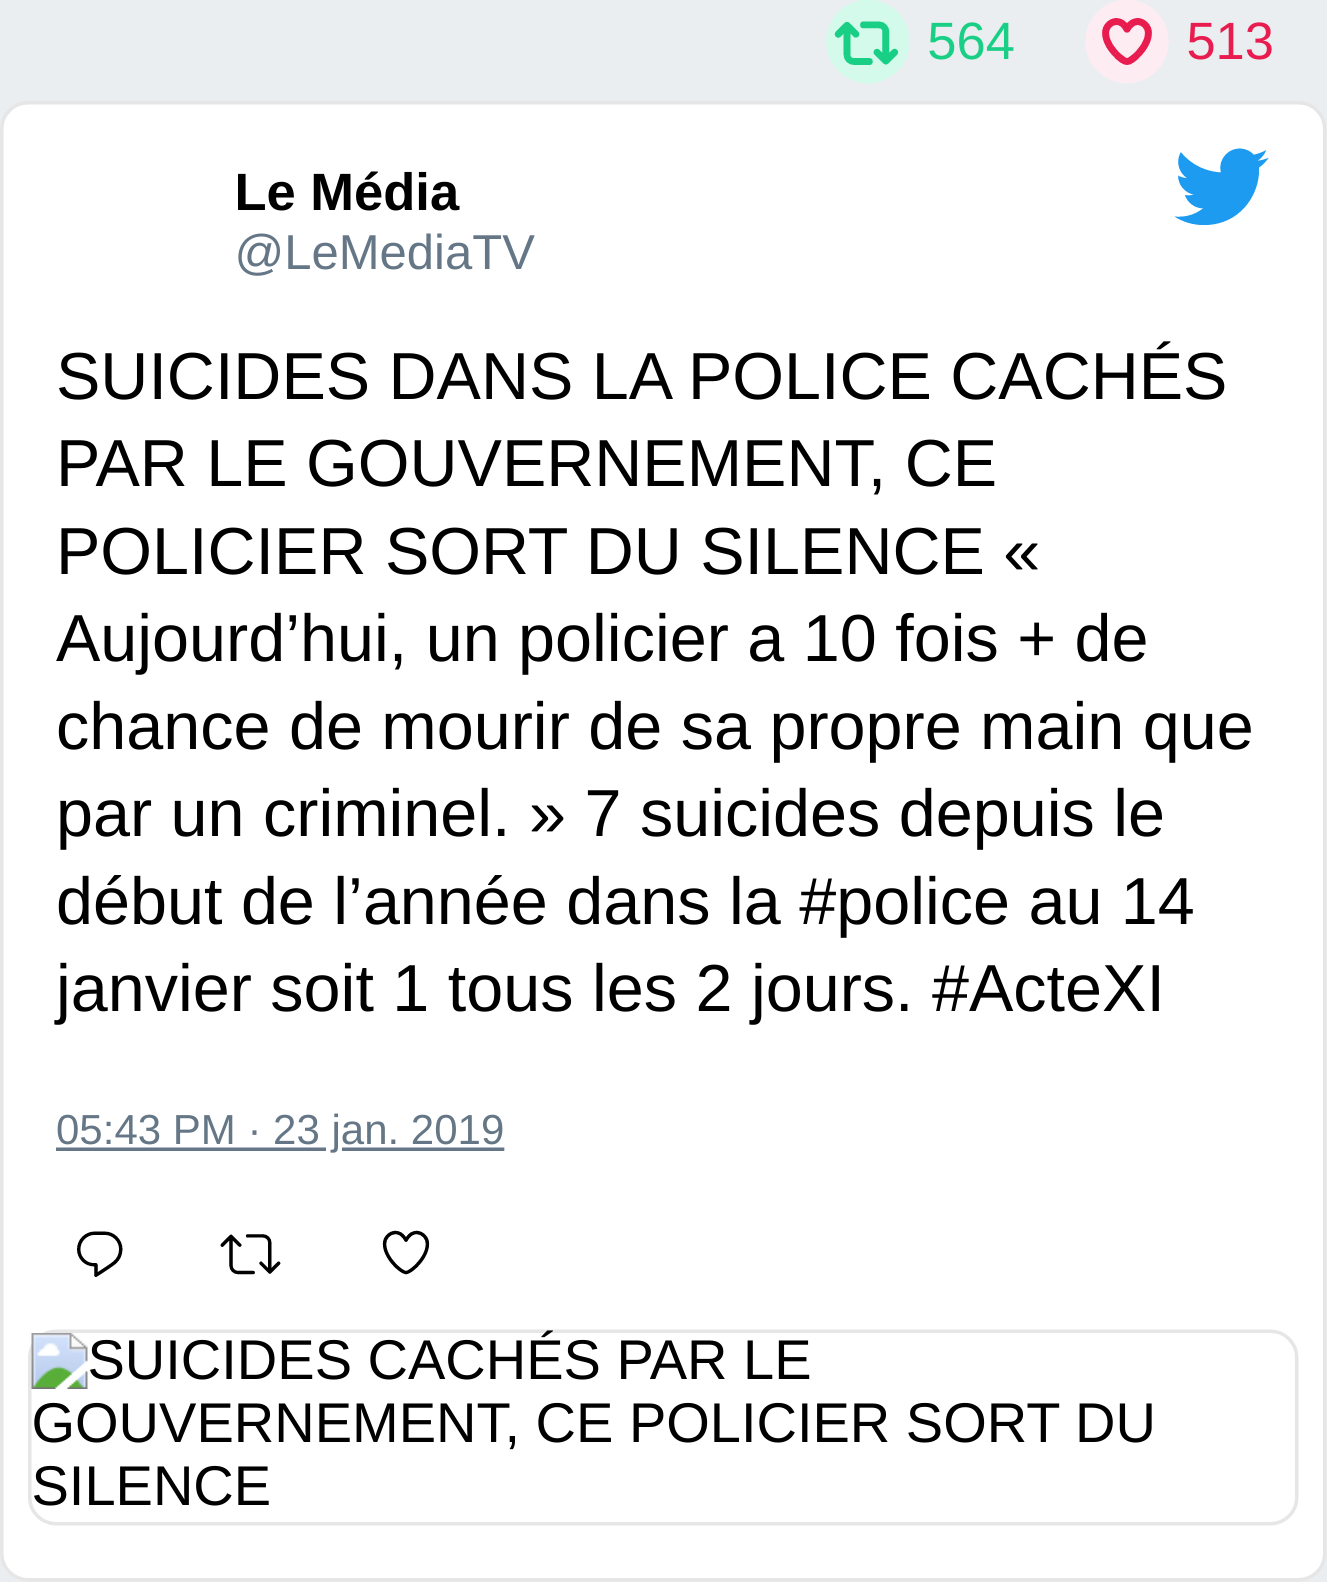 564 513
Le Média
@LeMediaTV
SUICIDES DANS LA POLICE CACHÉS
PAR LE GOUVERNEMENT, CE
POLICIER SORT DU SILENCE «
Aujourd’hui, un policier a 10 fois + de
chance de mourir de sa propre main que
par un criminel. » 7 suicides depuis le
début de l’année dans la #police au 14
janvier soit 1 tous les 2 jours. #ActeXI
05:43 PM · 23 jan. 2019
SUICIDES CACHÉS PAR LE
GOUVERNEMENT, CE POLICIER SORT DU
SILENCE